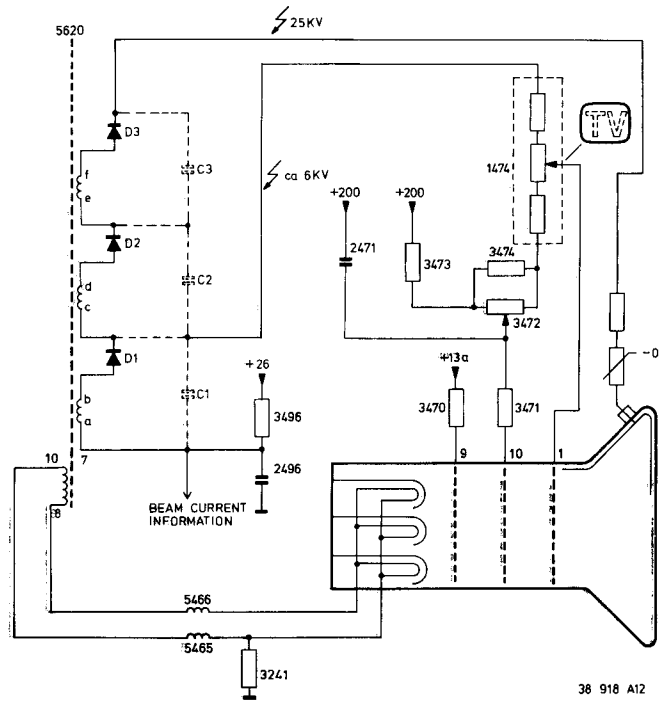 5620
25KV
D3
TV
f
e
C3
1474
ca 6KV
+200
+200
D2
2471
3473
3474
d
c
C2
3472
D1
+13a
-0
+26
C1
b
a
3496
3470
3471
10
7
9
10
1
2496
8
BEAM CURRENT
INFORMATION
5466
5465
3241
38 918 A12